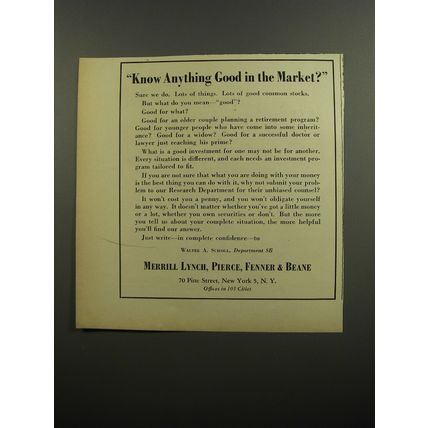 “Know Anything Good in the Market?”
Sure we do. Lots of things. Lots of good common stocks.
But what do you mean—“good”?
Good for what?
Good for an older couple planning a retirement program?
Good for younger people who have come into some inherit-
ance? Good for a widow? Good for a successful doctor or
lawyer just reaching his prime?
What is a good investment for one may not be for another.
Every situation is different, and each needs an investment pro-
gram tailored to fit.
If you are not sure that what you are doing with your money
is the best thing you can do with it, why not submit your prob-
lem to our Research Department for their unbiased counsel?
It won't cost you a penny, and you won't obligate yourself
in any way. It doesn't matter whether you've got a little money
or a lot, whether you own securities or don't. But the more
you tell us about your complete situation, the more helpful
you'll find our answer.
Just write—in complete confidence—to
WALTER A. SCHOLL, Department SE
MERRILL LYNCH, PIERCE, FENNER & BEANE
70 Pine Street, New York 5, N. Y.
Offices in 103 Cities